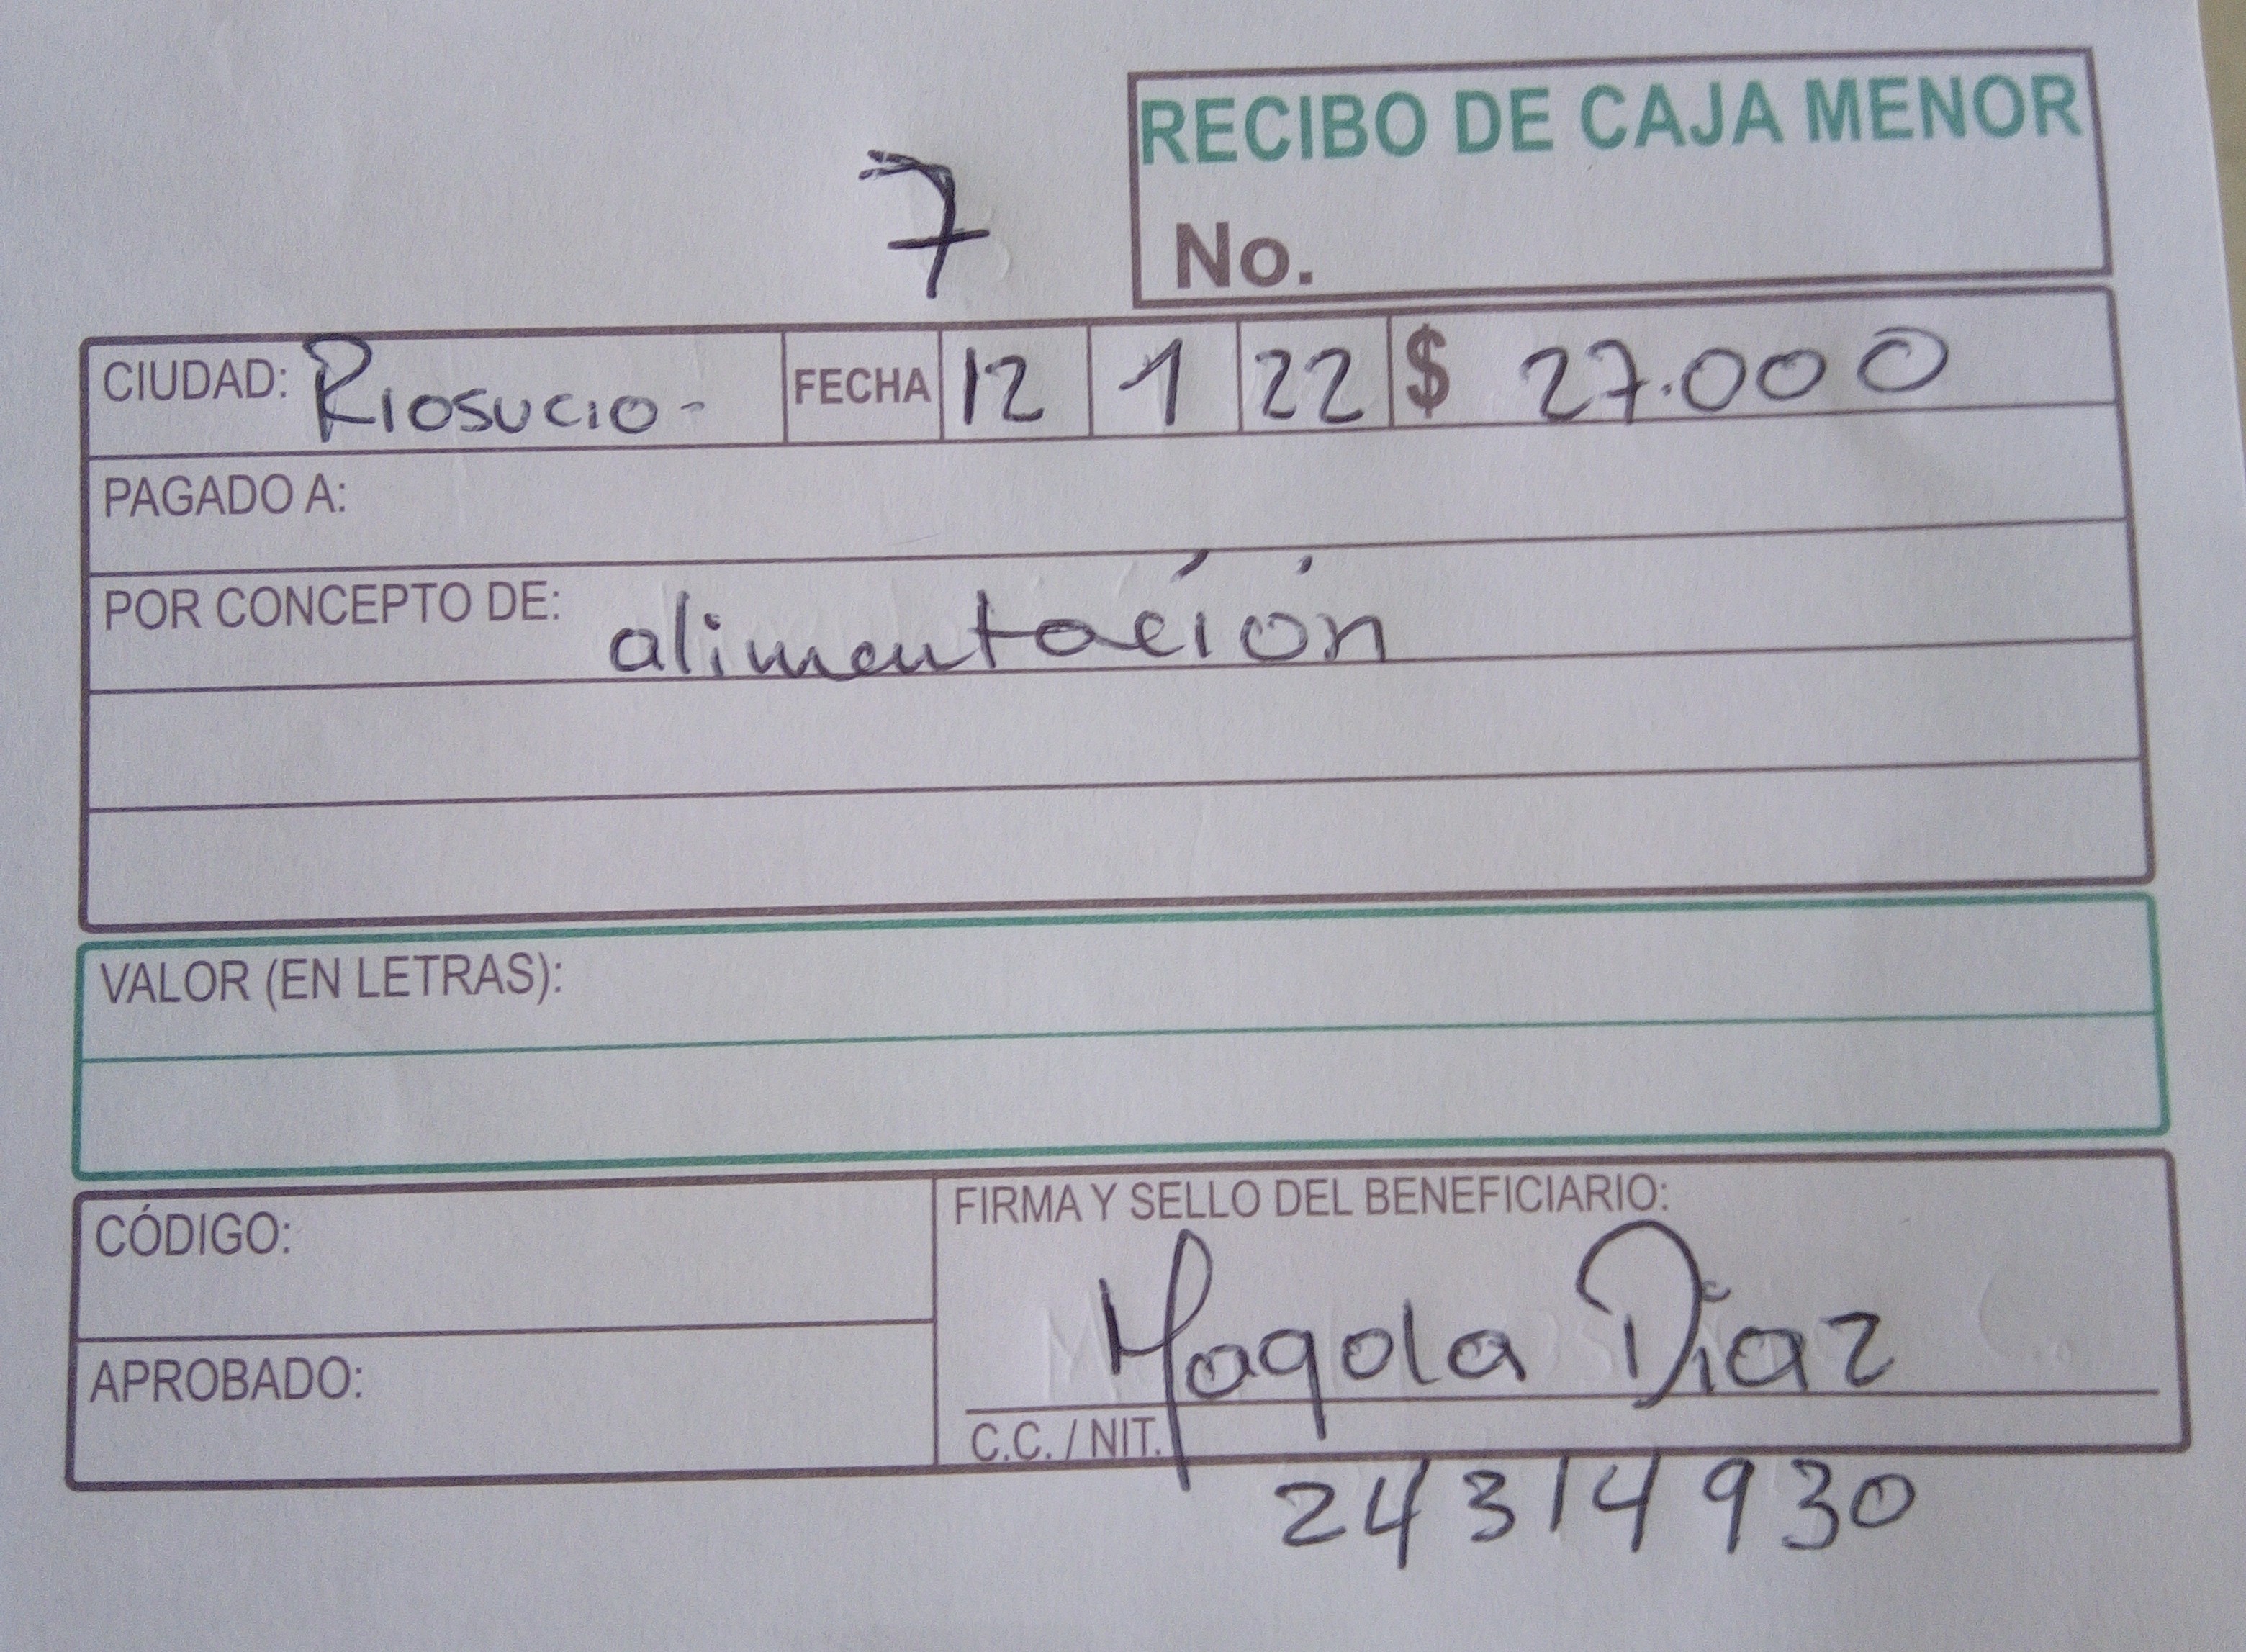 RECIBO DE CAJA MENOR
7
No.
CIUDAD: Riosucio - FECHA 12 1 22 $ 27.000
PAGADO A:
POR CONCEPTO DE: alimentación
VALOR (EN LETRAS):
CÓDIGO:
FIRMA Y SELLO DEL BENEFICIARIO:
Magola Diaz
APROBADO:
C.C. / NIT.
24314930